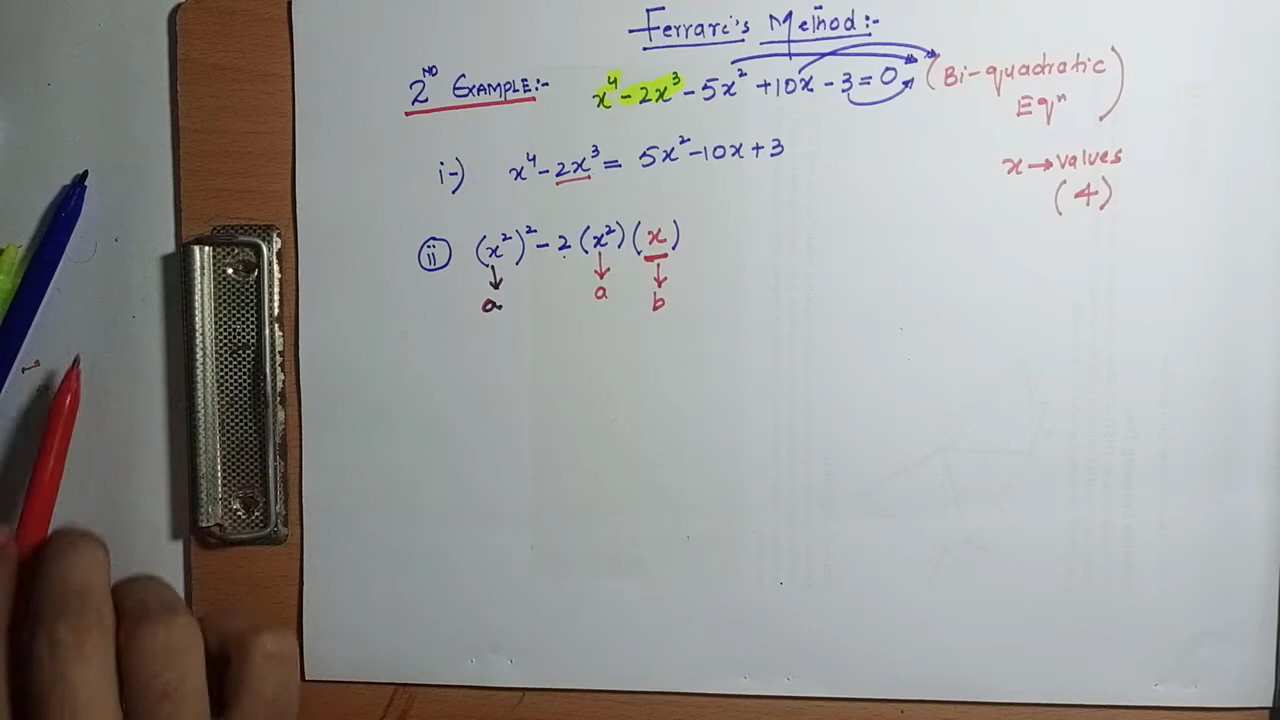 Ferrari's Method:-
2ND EXAMPLE:- x⁴ - 2x³ - 5x² + 10x - 3 = 0 (Bi-quadratic Eqⁿ)
i-) x⁴ - 2x³ = 5x² - 10x + 3
x → values
(4)
ii (x²)² - 2(x²)(x)
↓ ↓ ↓
a a b